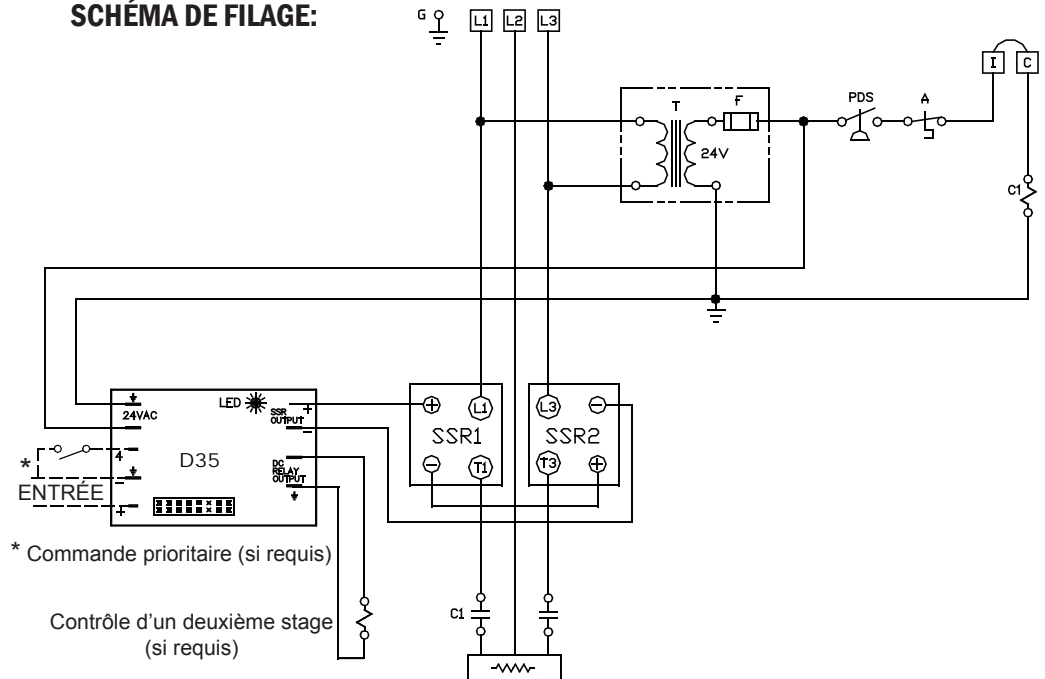 SCHÉMA DE FILAGE:
G
L1
L2
L3
I
C
T
F
PDS
A
24V
C1
LED
24VAC
SSR
OUTPUT
+
-
4
D35
DC
RELAY
OUTPUT
*
-
ENTRÉE
+
+
L1
SSR1
-
T1
L3
-
SSR2
T3
+
* Commande prioritaire (si requis)
C1
Contrôle d'un deuxième stage
(si requis)